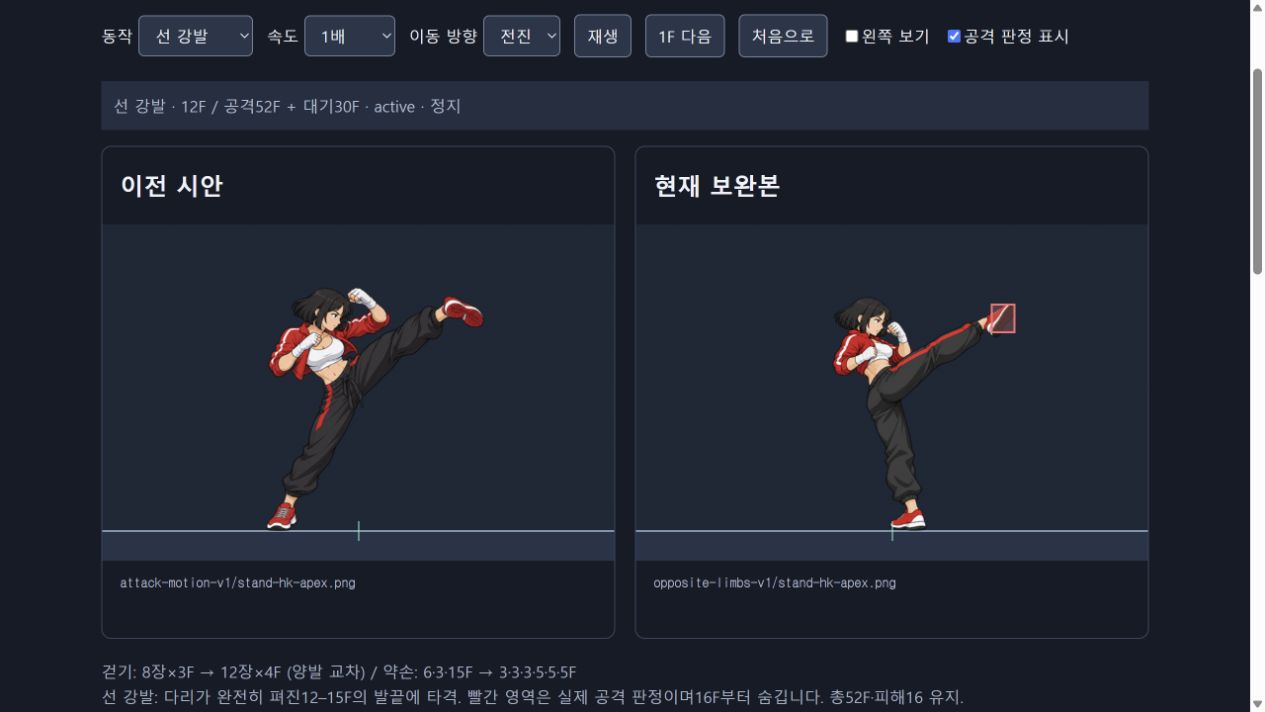 동작 선 강발 속도 1배 이동 방향 전진 재생 1F 다음 처음으로 왼쪽 보기 공격 판정 표시
선 강발 · 12F / 공격52F + 대기30F · active · 정지
이전 시안
현재 보완본
attack-motion-v1/stand-hk-apex.png
opposite-limbs-v1/stand-hk-apex.png
걷기: 8장×3F → 12장×4F (양발 교차) / 약손: 6·3·15F → 3·3·3·5·5·5F
선 강발: 다리가 완전히 펴진12–15F의 발끝에 타격. 빨간 영역은 실제 공격 판정이며16F부터 숨깁니다. 총52F·피해16 유지.